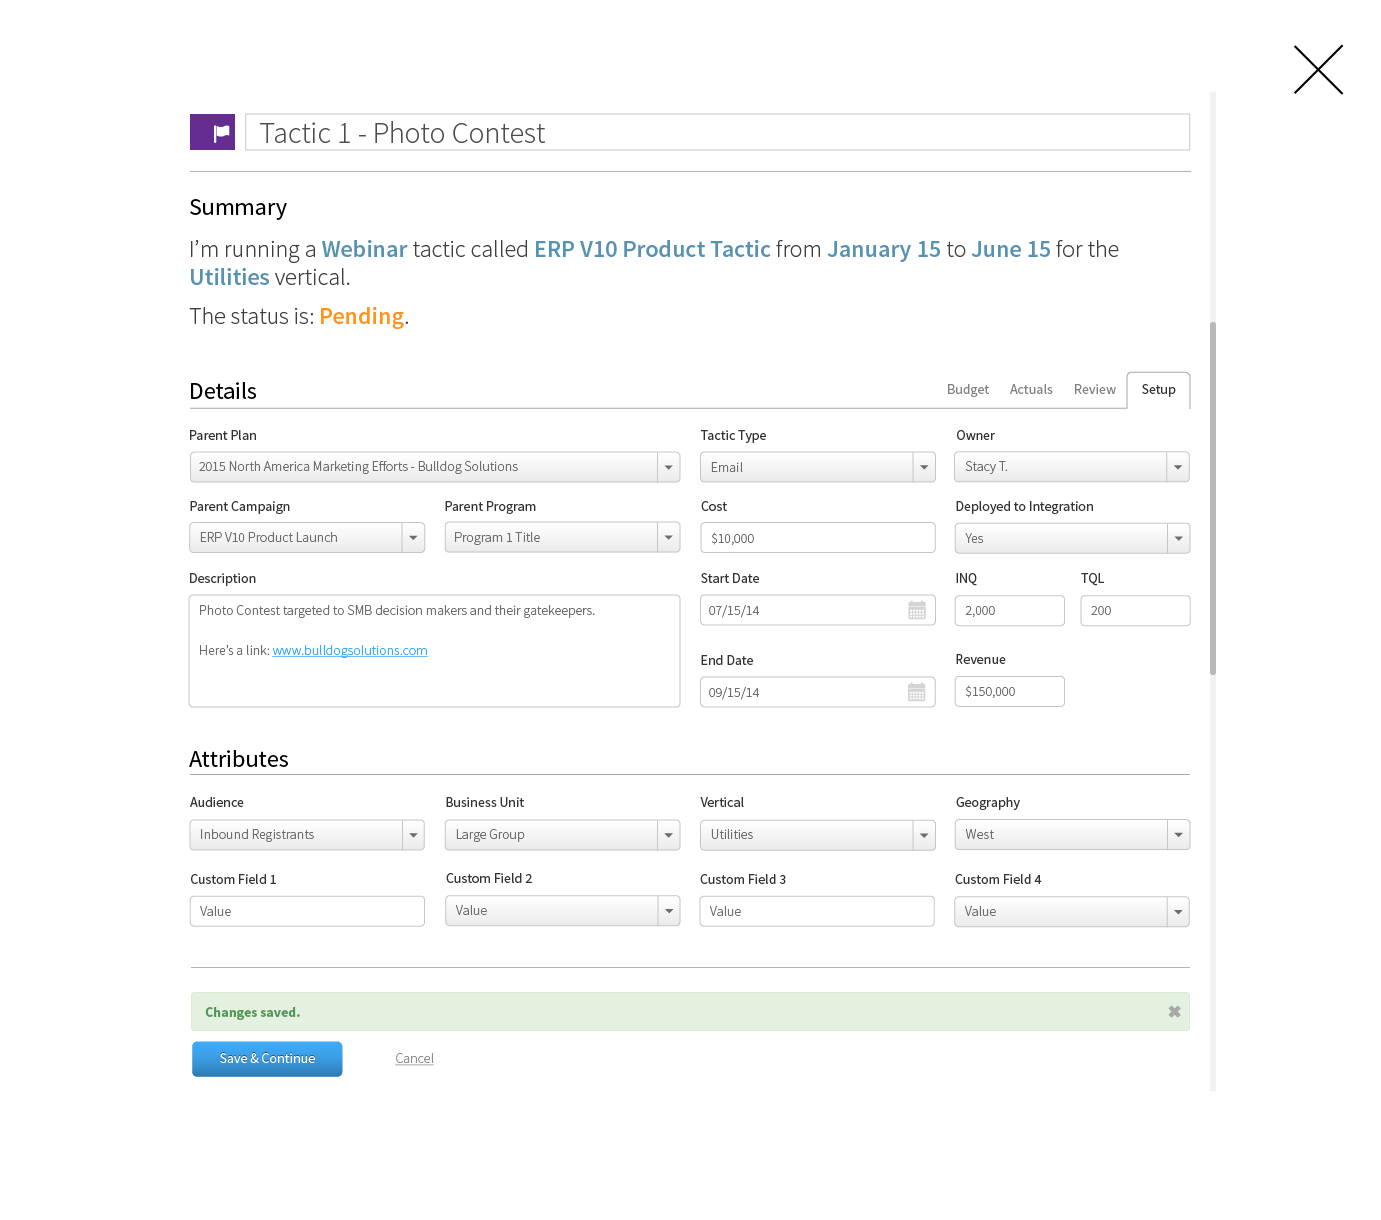 Tactic 1 - Photo Contest
Summary
I’m running a Webinar tactic called ERP V10 Product Tactic from January 15 to June 15 for the
Utilities vertical.
The status is: Pending.
Details
Budget Actuals Review Setup
Parent Plan Tactic Type Owner
2015 North America Marketing Efforts - Bulldog Solutions Email Stacy T.
Parent Campaign Parent Program Cost Deployed to Integration
ERP V10 Product Launch Program 1 Title $10,000 Yes
Description Start Date INQ TQL
Photo Contest targeted to SMB decision makers and their gatekeepers. 07/15/14 2,000 200
Here’s a link: www.bulldogsolutions.com
End Date Revenue
09/15/14 $150,000
Attributes
Audience Business Unit Vertical Geography
Inbound Registrants Large Group Utilities West
Custom Field 1 Custom Field 2 Custom Field 3 Custom Field 4
Value Value Value Value
Changes saved.
Save & Continue Cancel